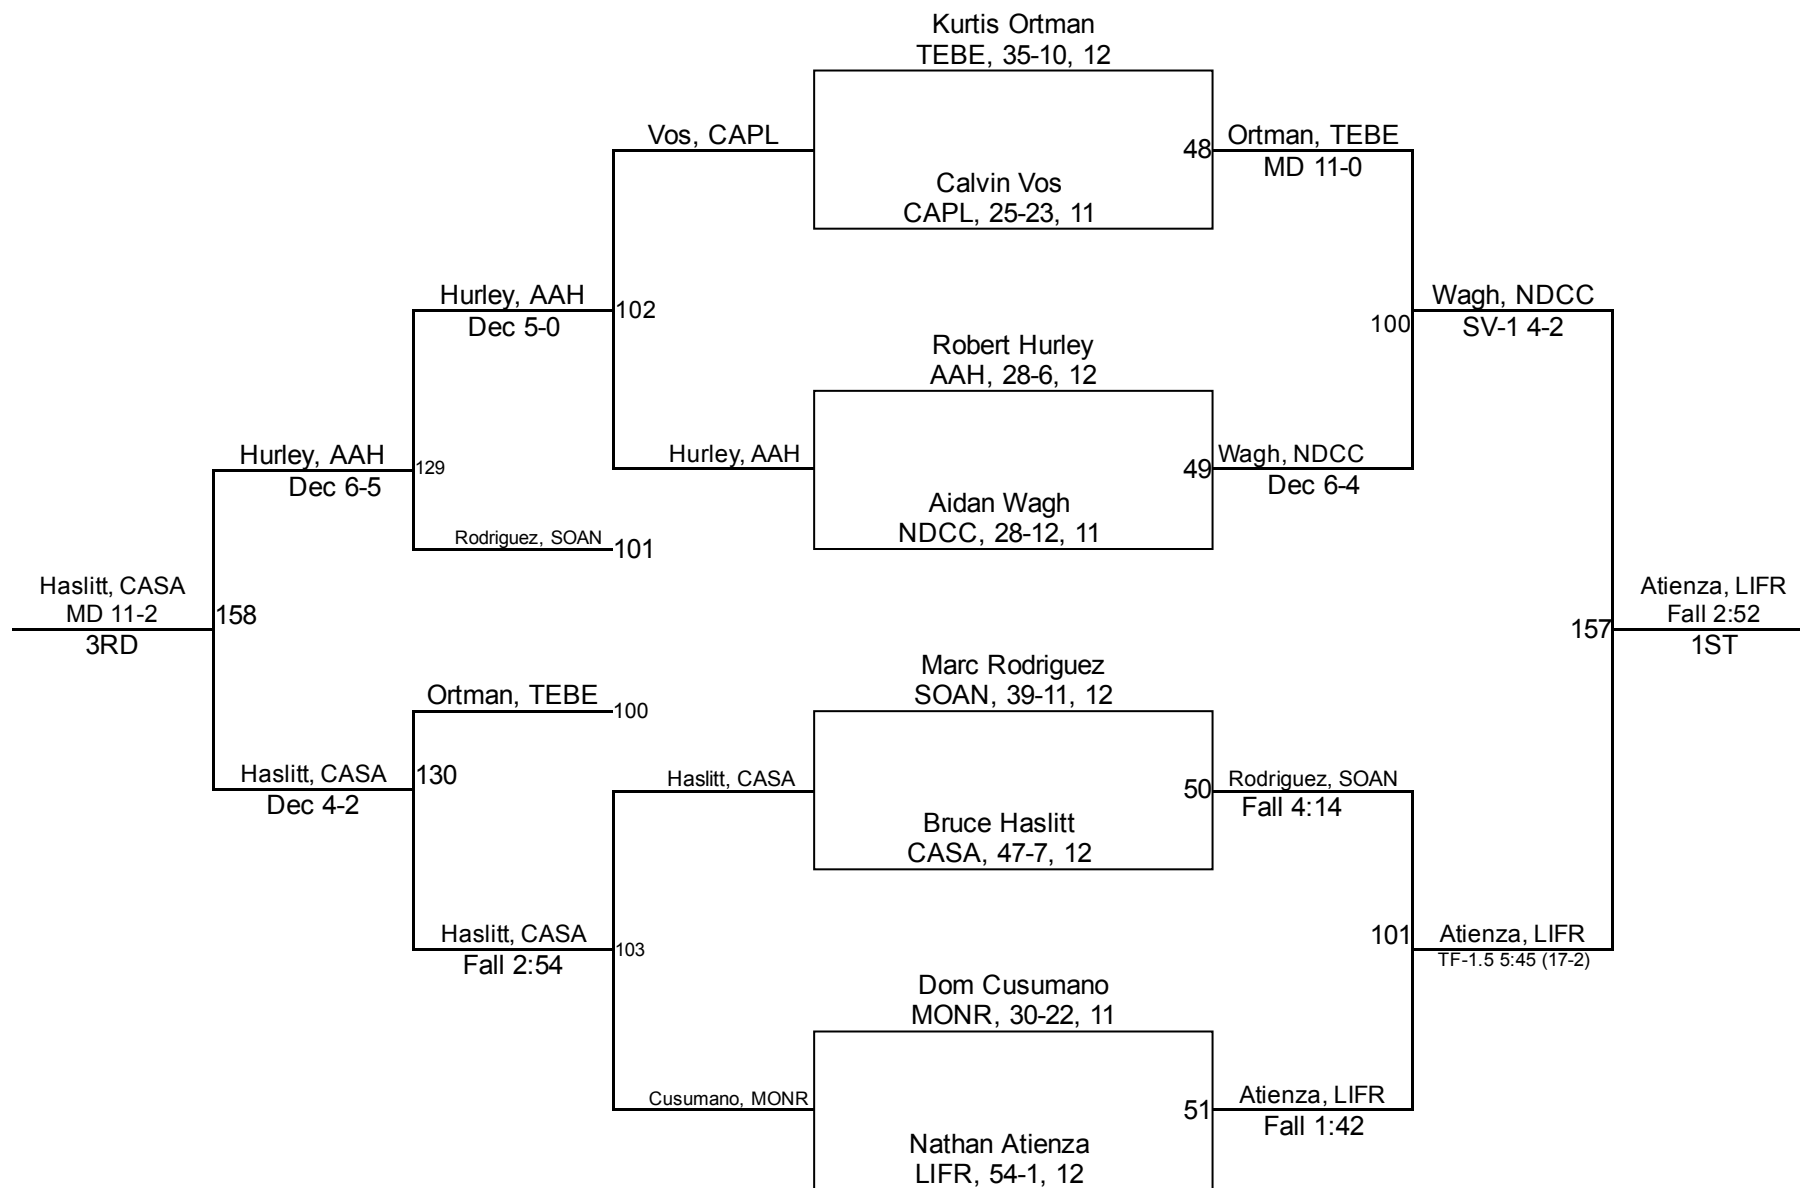 Kurtis Ortman
TEBE, 35-10, 12
Vos, CAPL
48
Ortman, TEBE
MD 11-0
Calvin Vos
CAPL, 25-23, 11
Hurley, AAH
Dec 5-0
102
Wagh, NDCC
SV-1 4-2
100
Robert Hurley
AAH, 28-6, 12
Hurley, AAH
Dec 6-5
129
Hurley, AAH
49
Wagh, NDCC
Dec 6-4
Aidan Wagh
NDCC, 28-12, 11
Rodriguez, SOAN
101
Haslitt, CASA
MD 11-2
3RD
158
157
Atienza, LIFR
Fall 2:52
1ST
Marc Rodriguez
SOAN, 39-11, 12
Ortman, TEBE
100
Haslitt, CASA
Dec 4-2
130
Haslitt, CASA
50
Rodriguez, SOAN
Fall 4:14
Bruce Haslitt
CASA, 47-7, 12
Haslitt, CASA
Fall 2:54
103
101
Atienza, LIFR
TF-1.5 5:45 (17-2)
Dom Cusumano
MONR, 30-22, 11
Cusumano, MONR
51
Atienza, LIFR
Fall 1:42
Nathan Atienza
LIFR, 54-1, 12